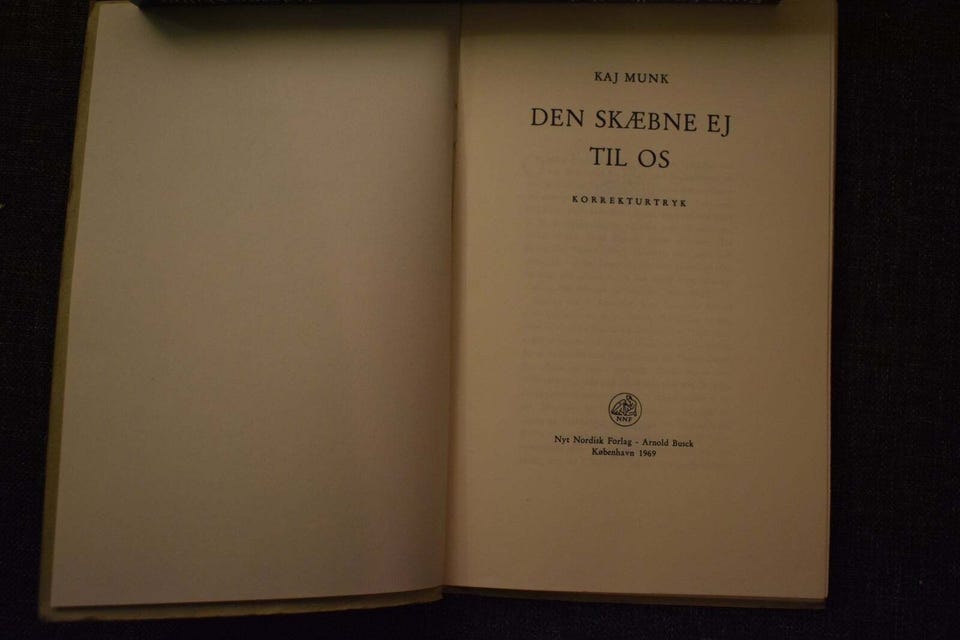 KAJ MUNK
DEN SKÆBNE EJ
TIL OS
KORREKTURTRYK
NNF
Nyt Nordisk Forlag - Arnold Busck
København 1969